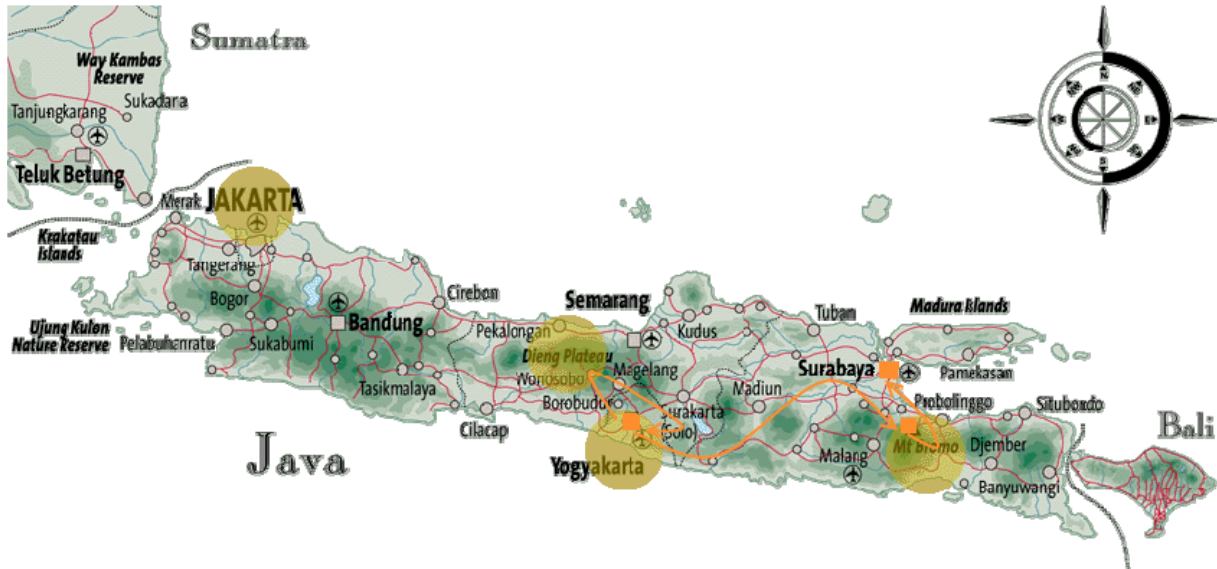 Sumatra
Way Kambas
Reserve
Sukadara
Tanjungkarang
Teluk Betung
Merak
JAKARTA
Krakatau
islands
Tangerang
Bogor
Cirebon
Semarang
Tuban
Madura Islands
Ujung Kulon
Nature Reserve
Pelabuhanratu
Sukabumi
Bandung
Pekalongan
Kudus
Dieng Plateau
Surabaya
Pamekasan
Tasikmalaya
Wonosobo
Magelang
Madiun
Borobudur
Surakarta
(Solo)
Probolinggo
Situbondo
Cilacap
Java
Yogyakarta
Malang
Mt Bromo
Djember
Bali
Banyuwangi
N
E
S